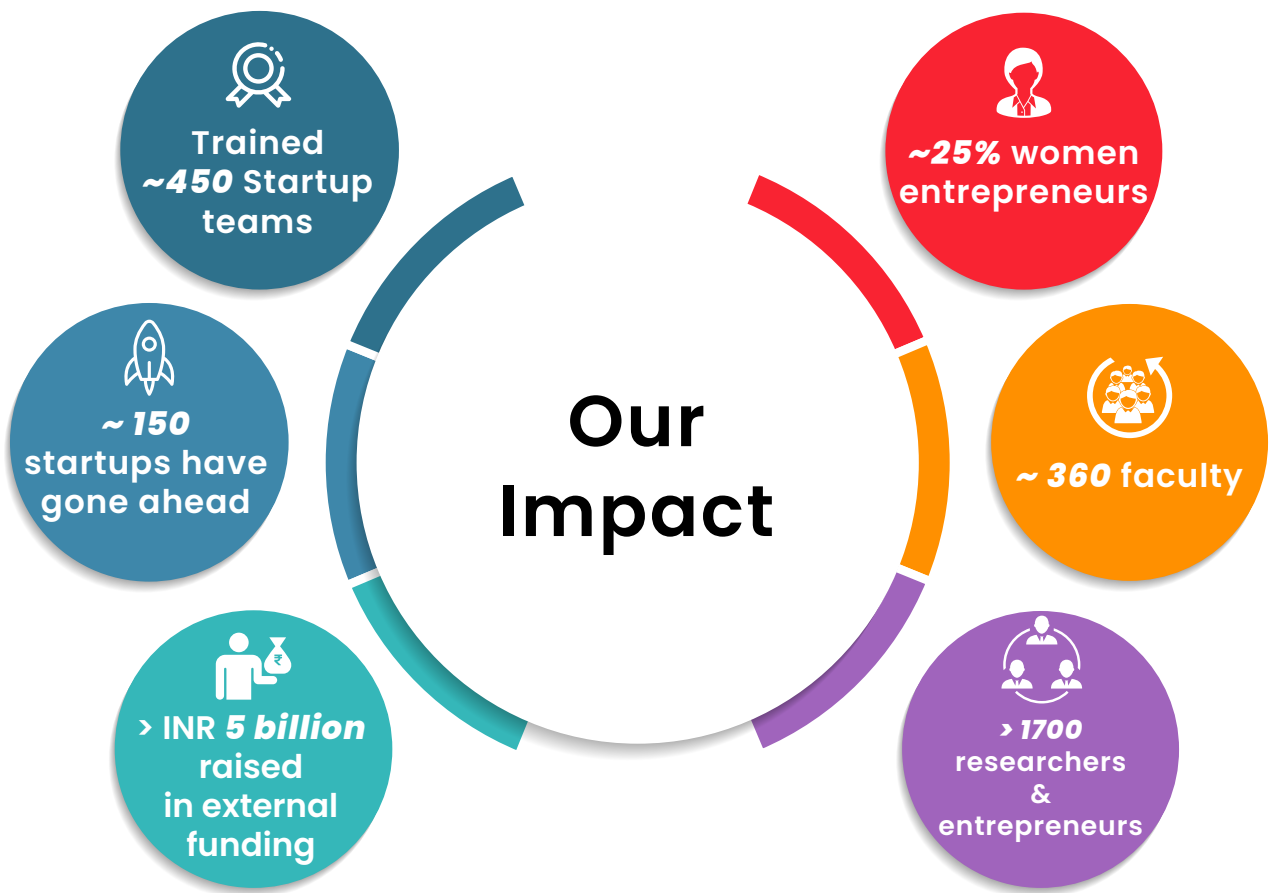 Trained
~450 Startup
teams
~ 150
startups have
gone ahead
> INR 5 billion
raised
in external
funding
Our
Impact
~25% women
entrepreneurs
~ 360 faculty
> 1700
researchers
&
entrepreneurs
₹